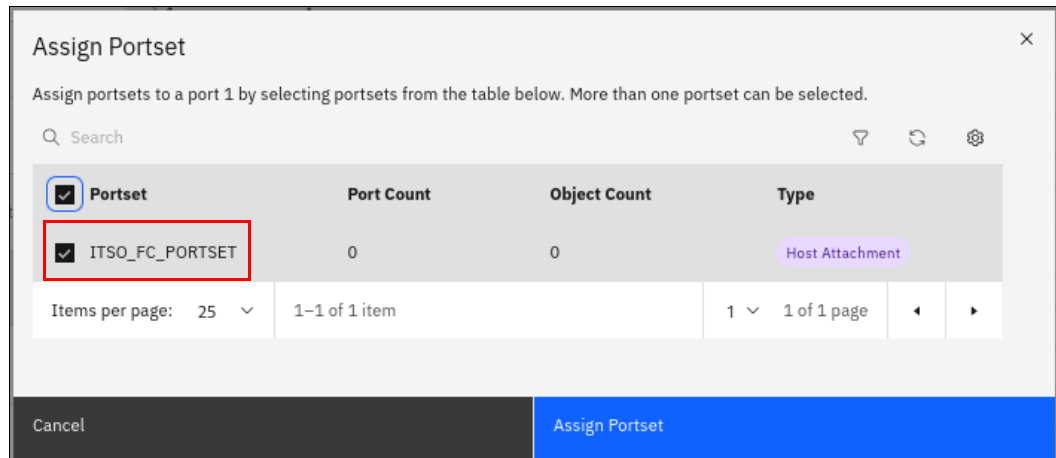 Assign Portset
Assign portsets to a port 1 by selecting portsets from the table below. More than one portset can be selected.
Search
Portset Port Count Object Count Type
ITSO_FC_PORTSET 0 0 Host Attachment
Items per page: 25 1–1 of 1 item 1 1 of 1 page
Cancel Assign Portset